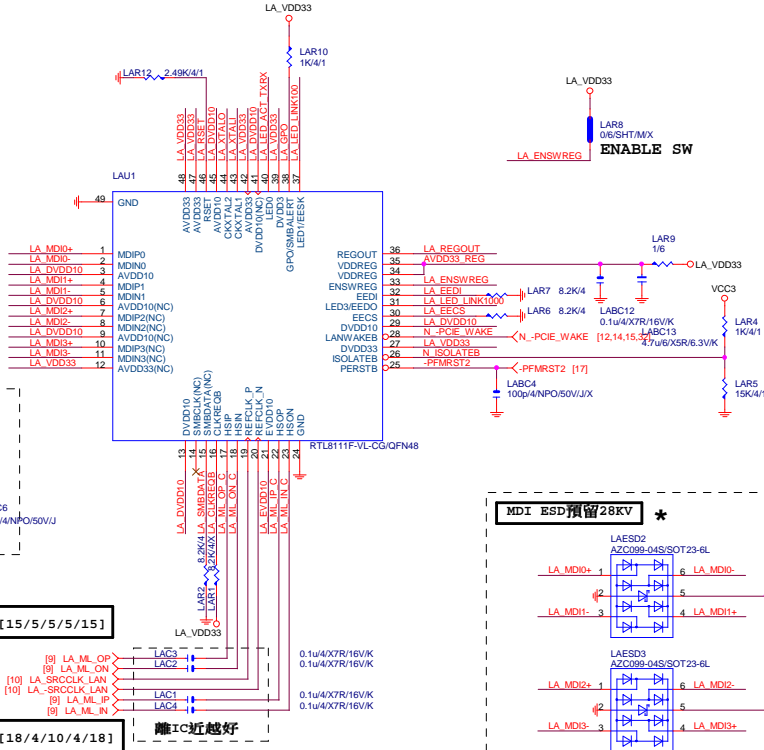 LA_VDD33
LAR10
1K/4/1
LAR12 2.49K/4/1
LA_VDD33
LAR8
0/6/SHT/M/X
ENABLE SW
LA_ENSWREG
LA_VDD33
LA_VDD33
LA_RSET
LA_DVDD10
LA_XTALO
LA_XTALI
LA_VDD33
LA_DVDD10
LA_LED_ACT_TXRX
LA_VDD33
LA_GPO
LA_LED_LINK100
LAU1
48 47 46 45 44 43 42 41 40 39 38 37
49 GND
AVDD33
AVDD33
RSET
AVDD10
CKXTAL2
CKXTAL1
AVDD33
DVDD10(NC)
LED0
DVDD3
GPO/SMBALERT
LED1/EESK
LA_MDI0+ 1 MDIP0
LA_MDI0- 2 MDIN0
LA_DVDD10 3 AVDD10
LA_MDI1+ 4 MDIP1
LA_MDI1- 5 MDIN1
LA_DVDD10 6 AVDD10(NC)
LA_MDI2+ 7 MDIP2(NC)
LA_MDI2- 8 MDIN2(NC)
LA_DVDD10 9 AVDD10(NC)
LA_MDI3+ 10 MDIP3(NC)
LA_MDI3- 11 MDIN3(NC)
LA_VDD33 12 AVDD33(NC)
REGOUT 36 LA_REGOUT
VDDREG 35 AVDD33_REG
VDDREG 34
ENSWREG 33 LA_ENSWREG
EEDI 32 LA_EEDI
LED3/EEDO 31 LA_LED_LINK1000
EECS 30 LA_EECS
DVDD10 29 LA_DVDD10
LANWAKEB 28 N_-PCIE_WAKE
DVDD33 27 LA_VDD33
ISOLATEB 26 N_ISOLATEB
PERSTB 25 -PFMRST2
LAR9
1/6
LA_VDD33
LAR7 8.2K/4
LAR6 8.2K/4
LABC12
0.1u/4/X7R/16V/K
LABC13
4.7u/6/X5R/6.3V/K
VCC3
LAR4
1K/4/1
LAR5
15K/4/1
N_-PCIE_WAKE [12,14,15,32]
-PFMRST2 [17]
LABC4
100p/4/NPO/50V/J/X
DVDD10
SMBCLK(NC)
SMBDATA(NC)
CLKREQB
HSIP
HSIN
REFCLK_P
REFCLK_N
EVDD10
HSOP
HSON
GND
RTL8111F-VL-CG/QFN48
13 14 15 16 17 18 19 20 21 22 23 24
LA_DVDD10
LA_SMBDATA
LA_CLKREQB
LA_ML_OP_C
LA_ML_ON_C
LA_EVDD10
LA_ML_IP_C
LA_ML_IN_C
8.2K/4
8.2K/4/X
LAR2
LAR1
LA_VDD33
C6
/4/NPO/50V/J
[15/5/5/5/15]
[9] LA_ML_OP
[9] LA_ML_ON
[10] LA_SRCCLK_LAN
[10] LA_-SRCCLK_LAN
[9] LA_ML_IP
[9] LA_ML_IN
LAC3
LAC2
LAC1
LAC4
0.1u/4/X7R/16V/K
0.1u/4/X7R/16V/K
0.1u/4/X7R/16V/K
0.1u/4/X7R/16V/K
離IC近越好
[18/4/10/4/18]
MDI ESD預留28KV *
LAESD2
AZC099-04S/SOT23-6L
LA_MDI0+ 1
6 LA_MDI0-
2
5
LA_MDI1- 3
4 LA_MDI1+
LAESD3
AZC099-04S/SOT23-6L
LA_MDI2+ 1
6 LA_MDI2-
2
5
LA_MDI3- 3
4 LA_MDI3+